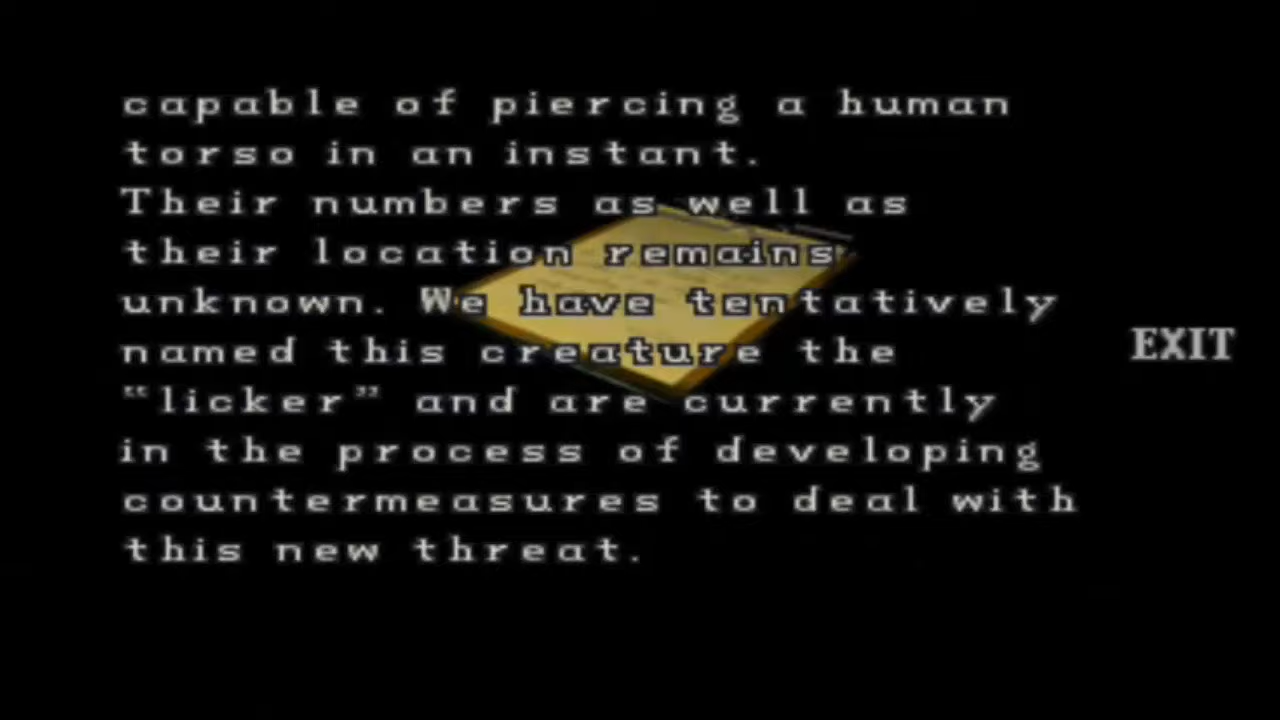 capable of piercing a human
torso in an instant.
Their numbers as well as
their location remains
unknown. We have tentatively
named this creature the
EXIT
“licker” and are currently
in the process of developing
countermeasures to deal with
this new threat.